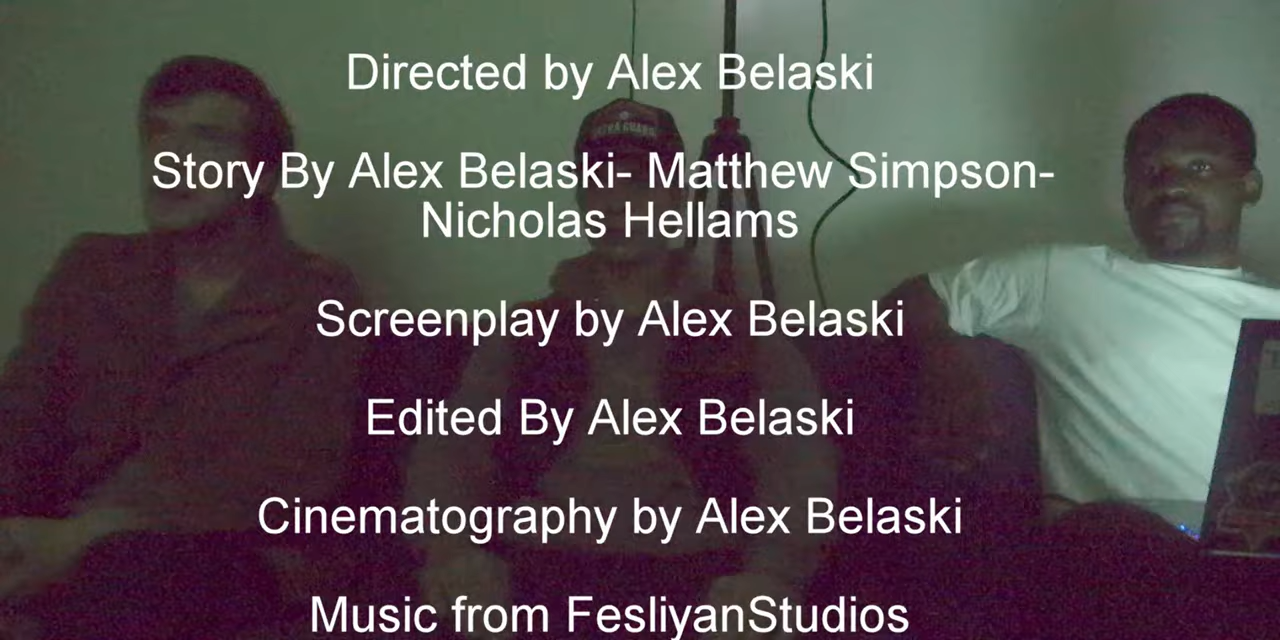 Directed by Alex Belaski
Story By Alex Belaski- Matthew Simpson-
Nicholas Hellams
Screenplay by Alex Belaski
Edited By Alex Belaski
Cinematography by Alex Belaski
Music from FesliyanStudios